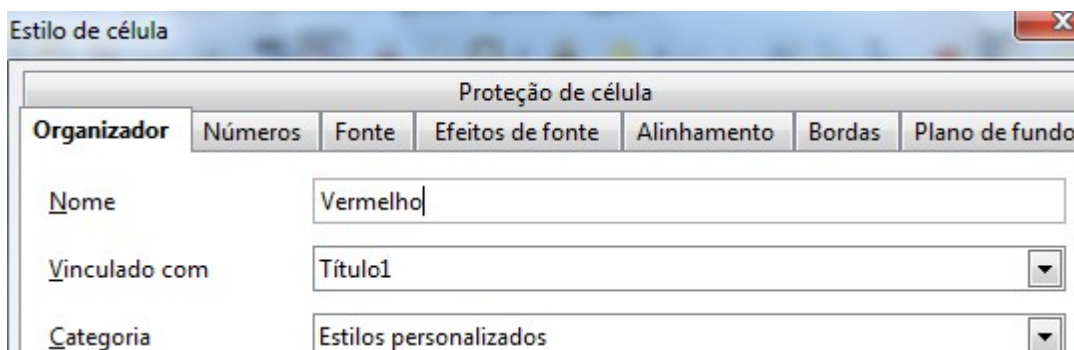 Estilo de célula
Proteção de célula
Organizador Números Fonte Efeitos de fonte Alinhamento Bordas Plano de fundo
Nome Vermelho
Vinculado com Título1
Categoria Estilos personalizados